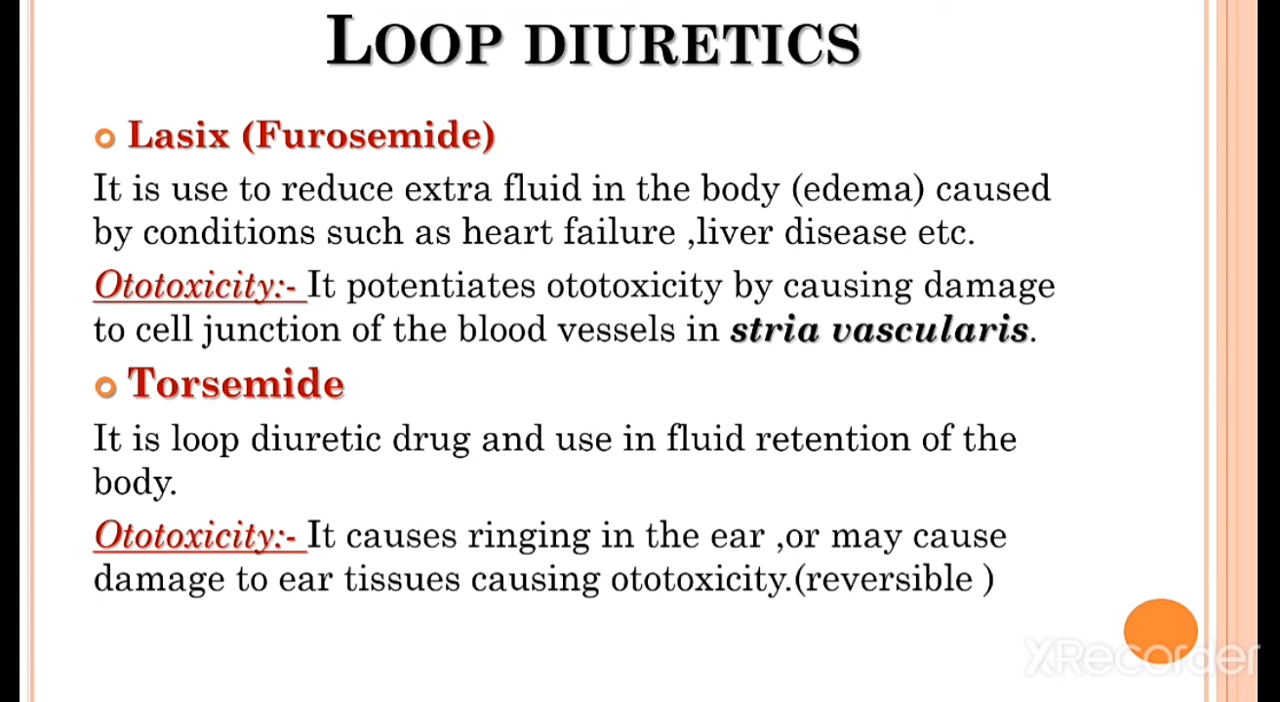 LOOP DIURETICS
Lasix (Furosemide)
It is use to reduce extra fluid in the body (edema) caused
by conditions such as heart failure ,liver disease etc.
Ototoxicity:- It potentiates ototoxicity by causing damage
to cell junction of the blood vessels in stria vascularis.
Torsemide
It is loop diuretic drug and use in fluid retention of the
body.
Ototoxicity:- It causes ringing in the ear ,or may cause
damage to ear tissues causing ototoxicity.(reversible )
XRecorder